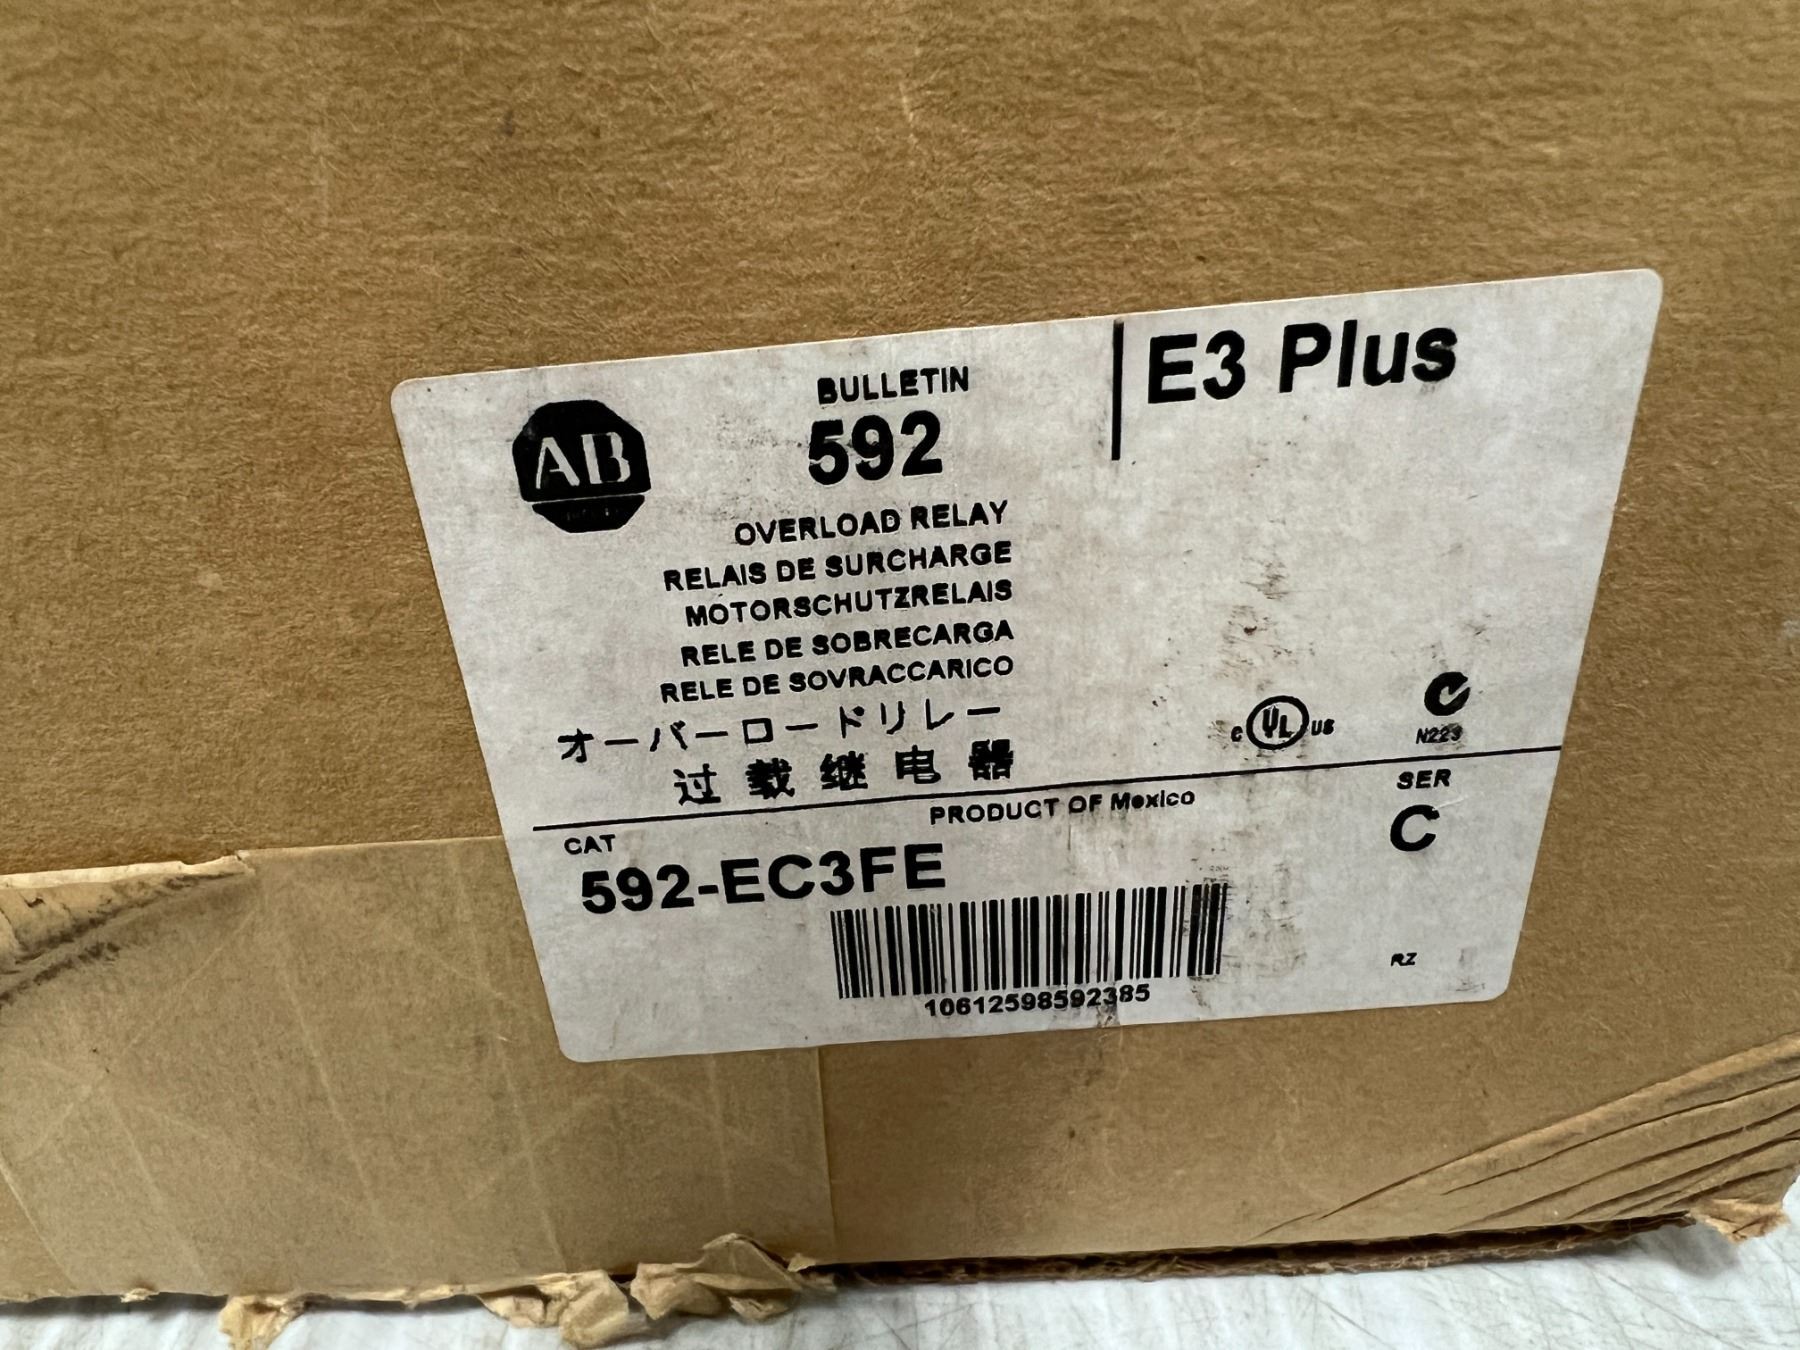 AB
BULLETIN
592
E3 Plus
OVERLOAD RELAY
RELAIS DE SURCHARGE
MOTORSCHUTZRELAIS
RELE DE SOBRECARGA
RELE DE SOVRACCARICO
オーバーロードリレー
过载继电器
c UL US
N223
PRODUCT OF Mexico
SER
C
CAT
592-EC3FE
10612598592385
RZ